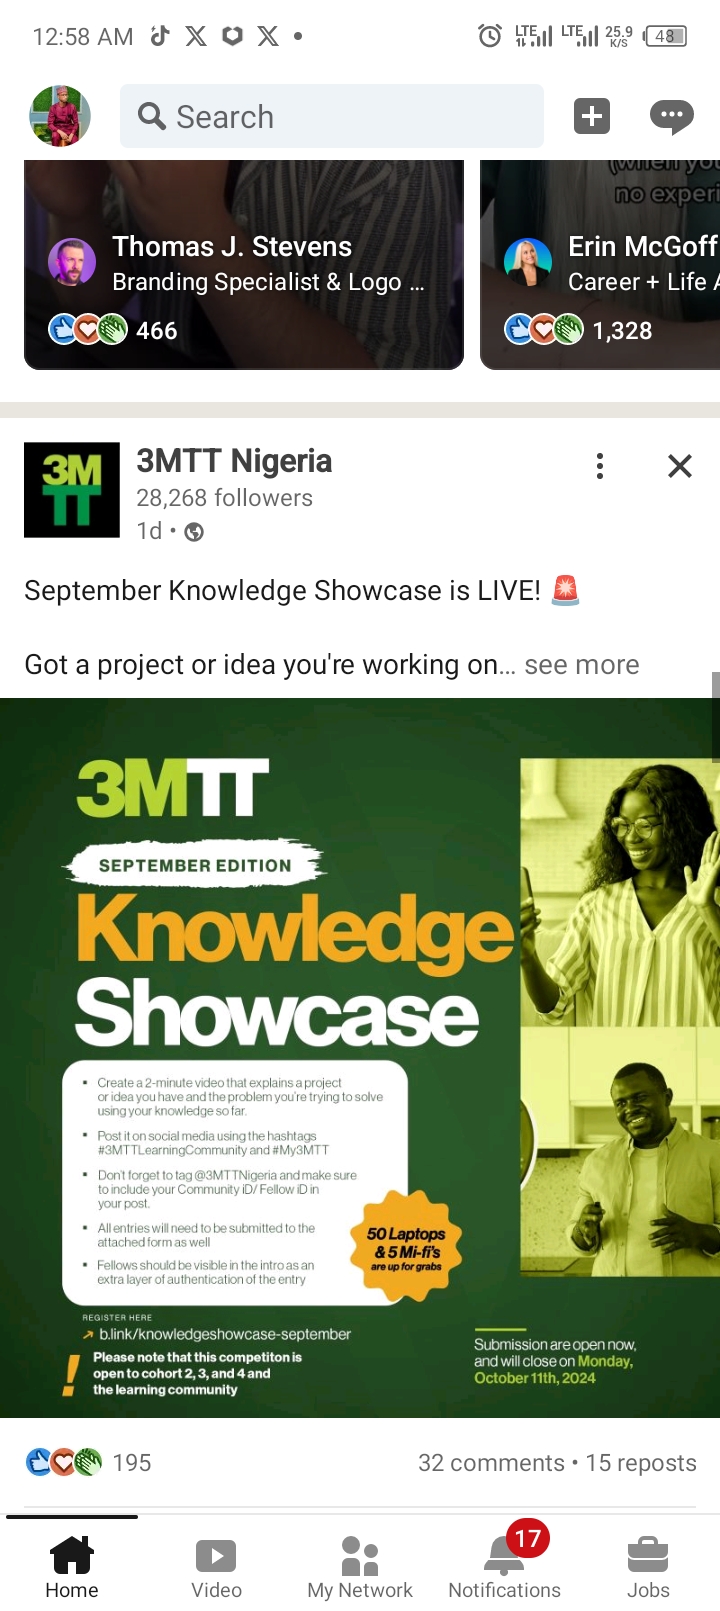 12:58 AM
LTE LTE 25.9 K/S 48
Search
(when you
no experi
Thomas J. Stevens
Branding Specialist & Logo ...
466
Erin McGoff
Career + Life A
1,328
3M
TT
3MTT Nigeria
28,268 followers
1d •
September Knowledge Showcase is LIVE! 🚨
Got a project or idea you're working on... see more
3MTT
SEPTEMBER EDITION
Knowledge
Showcase
▪ Create a 2-minute video that explains a project
or idea you have and the problem you're trying to solve
using your knowledge so far.
▪ Post it on social media using the hashtags
#3MTTLearningCommunity and #My3MTT
▪ Don't forget to tag @3MTTNigeria and make sure
to include your Community iD/ Fellow iD in
your post.
▪ All entries will need to be submitted to the
attached form as well
▪ Fellows should be visible in the intro as an
extra layer of authentication of the entry
50 Laptops
& 5 Mi-fi's
are up for grabs
REGISTER HERE
b.link/knowledgeshowcase-september
! Please note that this competiton is
open to cohort 2, 3, and 4 and
the learning community
Submission are open now,
and will close on Monday,
October 11th, 2024
195
32 comments • 15 reposts
17
Home
Video
My Network
Notifications
Jobs